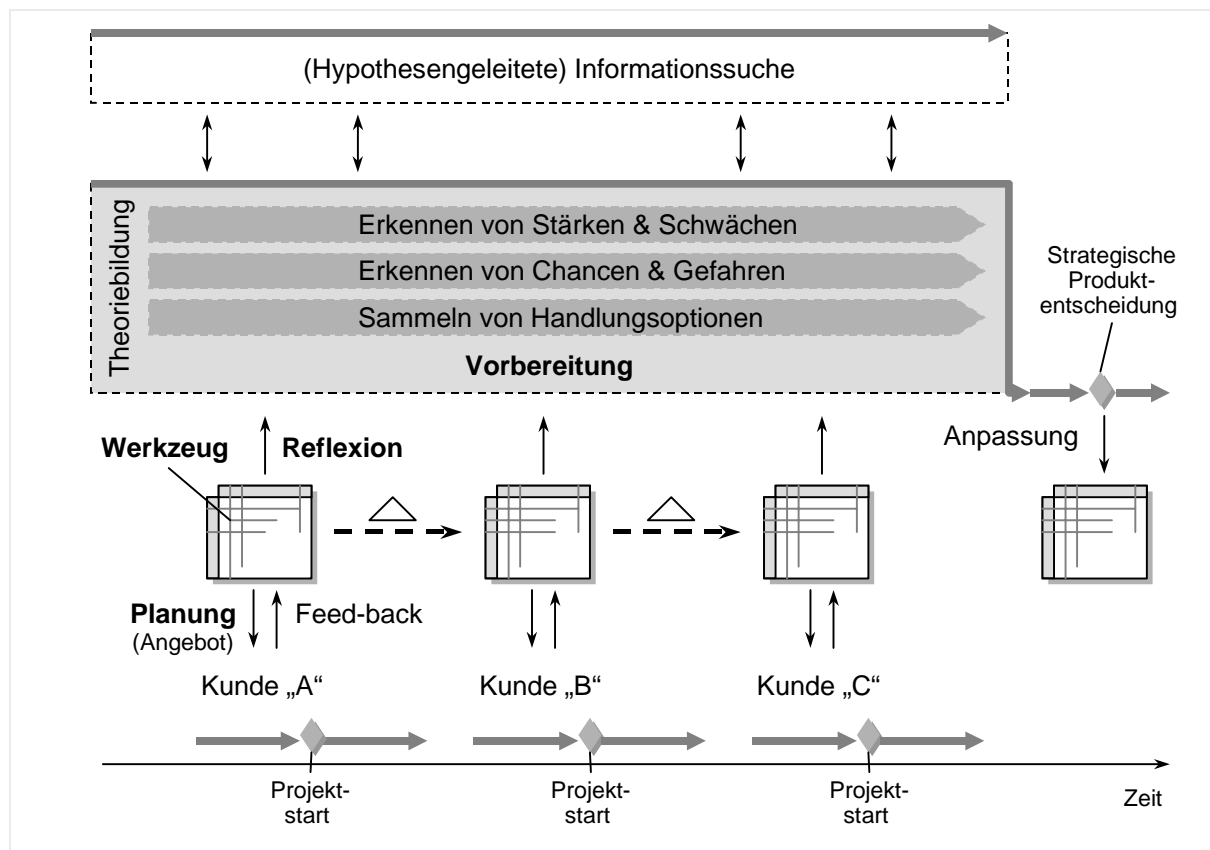 (Hypothesengeleitete) Informationssuche
Theoriebildung
Erkennen von Stärken & Schwächen
Erkennen von Chancen & Gefahren
Sammeln von Handlungsoptionen
Vorbereitung
Strategische
Produkt-
entscheidung
Werkzeug
Reflexion
Anpassung
Planung
(Angebot)
Feed-back
Kunde „A“
Kunde „B“
Kunde „C“
Projekt-
start
Projekt-
start
Projekt-
start
Zeit